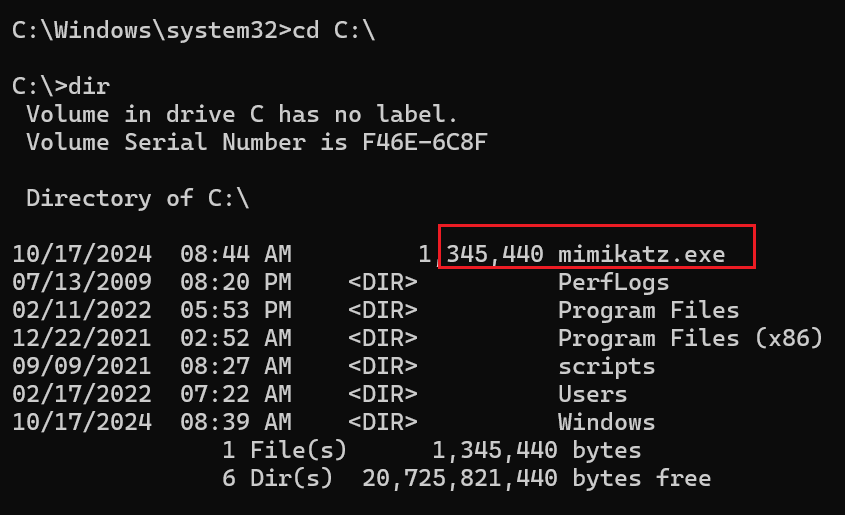 C:\Windows\system32>cd C:\
C:\>dir
 Volume in drive C has no label.
 Volume Serial Number is F46E-6C8F
 Directory of C:\
10/17/2024  08:44 AM         1,345,440 mimikatz.exe
07/13/2009  08:20 PM    <DIR>          PerfLogs
02/11/2022  05:53 PM    <DIR>          Program Files
12/22/2021  02:52 AM    <DIR>          Program Files (x86)
09/09/2021  08:27 AM    <DIR>          scripts
02/17/2022  07:22 AM    <DIR>          Users
10/17/2024  08:39 AM    <DIR>          Windows
               1 File(s)      1,345,440 bytes
               6 Dir(s)  20,725,821,440 bytes free